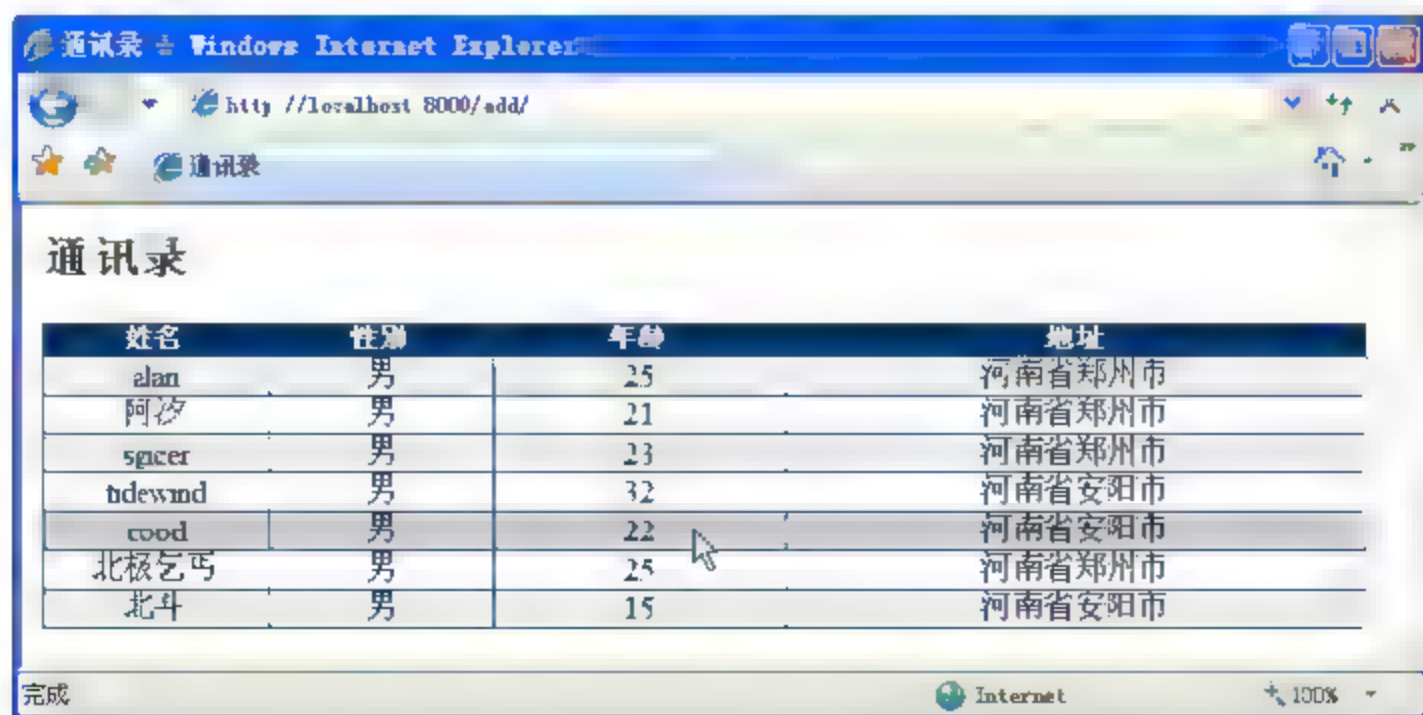 通讯录 - Windows Internet Explorer
http://localhost:8000/add/
通讯录
通讯录
姓名 性别 年龄 地址
alan 男 25 河南省郑州市
阿汐 男 21 河南省郑州市
男 23 河南省郑州市
tidewind 男 32 河南省安阳市
cood 男 22 河南省安阳市
北极乞丐 男 25 河南省郑州市
北斗 男 15 河南省安阳市
完成 Internet 100%